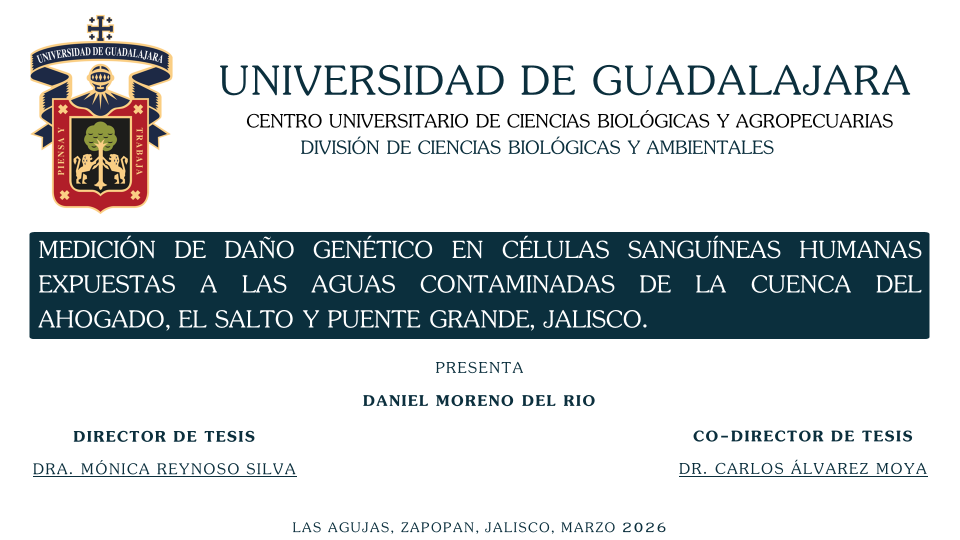 UNIVERSIDAD DE GUADALAJARA
PIENSA Y
TRABAJA
UNIVERSIDAD DE GUADALAJARA
CENTRO UNIVERSITARIO DE CIENCIAS BIOLÓGICAS Y AGROPECUARIAS
DIVISIÓN DE CIENCIAS BIOLÓGICAS Y AMBIENTALES
MEDICIÓN DE DAÑO GENÉTICO EN CÉLULAS SANGUÍNEAS HUMANAS
EXPUESTAS A LAS AGUAS CONTAMINADAS DE LA CUENCA DEL
AHOGADO, EL SALTO Y PUENTE GRANDE, JALISCO.
PRESENTA
DANIEL MORENO DEL RIO
DIRECTOR DE TESIS
DRA. MÓNICA REYNOSO SILVA
CO-DIRECTOR DE TESIS
DR. CARLOS ÁLVAREZ MOYA
LAS AGUJAS, ZAPOPAN, JALISCO, MARZO 2026